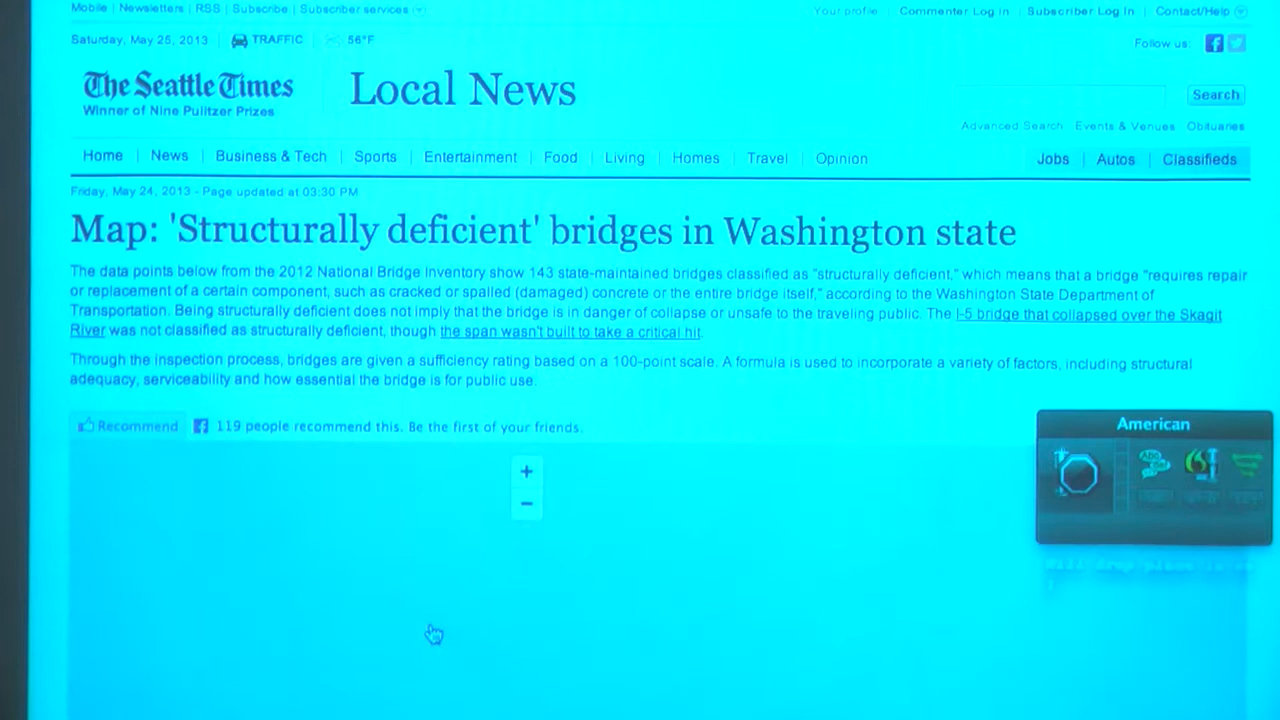 Mobile | Newsletters | RSS | Subscribe | Subscriber services
Your profile | Commenter Log In | Subscriber Log In | Contact/Help
Saturday, May 25, 2013 | TRAFFIC | 56°F
Follow us:
The Seattle Times
Winner of Nine Pulitzer Prizes
Local News
Search
Advanced Search | Events & Venues | Obituaries
Home | News | Business & Tech | Sports | Entertainment | Food | Living | Homes | Travel | Opinion
Jobs | Autos | Classifieds
Friday, May 24, 2013 - Page updated at 03:30 PM
Map: 'Structurally deficient' bridges in Washington state
The data points below from the 2012 National Bridge Inventory show 143 state-maintained bridges classified as "structurally deficient," which means that a bridge "requires repair
or replacement of a certain component, such as cracked or spalled (damaged) concrete or the entire bridge itself," according to the Washington State Department of
Transportation. Being structurally deficient does not imply that the bridge is in danger of collapse or unsafe to the traveling public. The I-5 bridge that collapsed over the Skagit
River was not classified as structurally deficient, though the span wasn't built to take a critical hit.
Through the inspection process, bridges are given a sufficiency rating based on a 100-point scale. A formula is used to incorporate a variety of factors, including structural
adequacy, serviceability and how essential the bridge is for public use.
Recommend
119 people recommend this. Be the first of your friends.
American
+
−